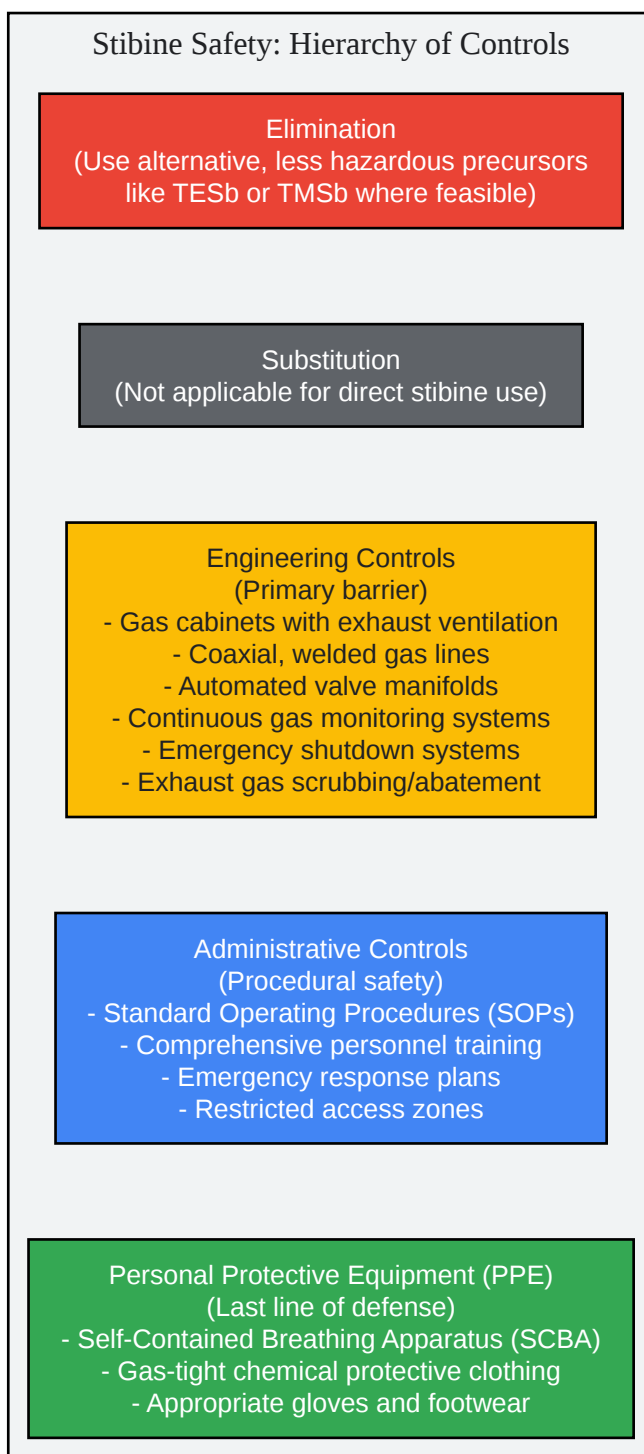 Stibine Safety: Hierarchy of Controls
Elimination
(Use alternative, less hazardous precursors
like TESb or TMSb where feasible)
Substitution
(Not applicable for direct stibine use)
Engineering Controls
(Primary barrier)
- Gas cabinets with exhaust ventilation
- Coaxial, welded gas lines
- Automated valve manifolds
- Continuous gas monitoring systems
- Emergency shutdown systems
- Exhaust gas scrubbing/abatement
Administrative Controls
(Procedural safety)
- Standard Operating Procedures (SOPs)
- Comprehensive personnel training
- Emergency response plans
- Restricted access zones
Personal Protective Equipment (PPE)
(Last line of defense)
- Self-Contained Breathing Apparatus (SCBA)
- Gas-tight chemical protective clothing
- Appropriate gloves and footwear